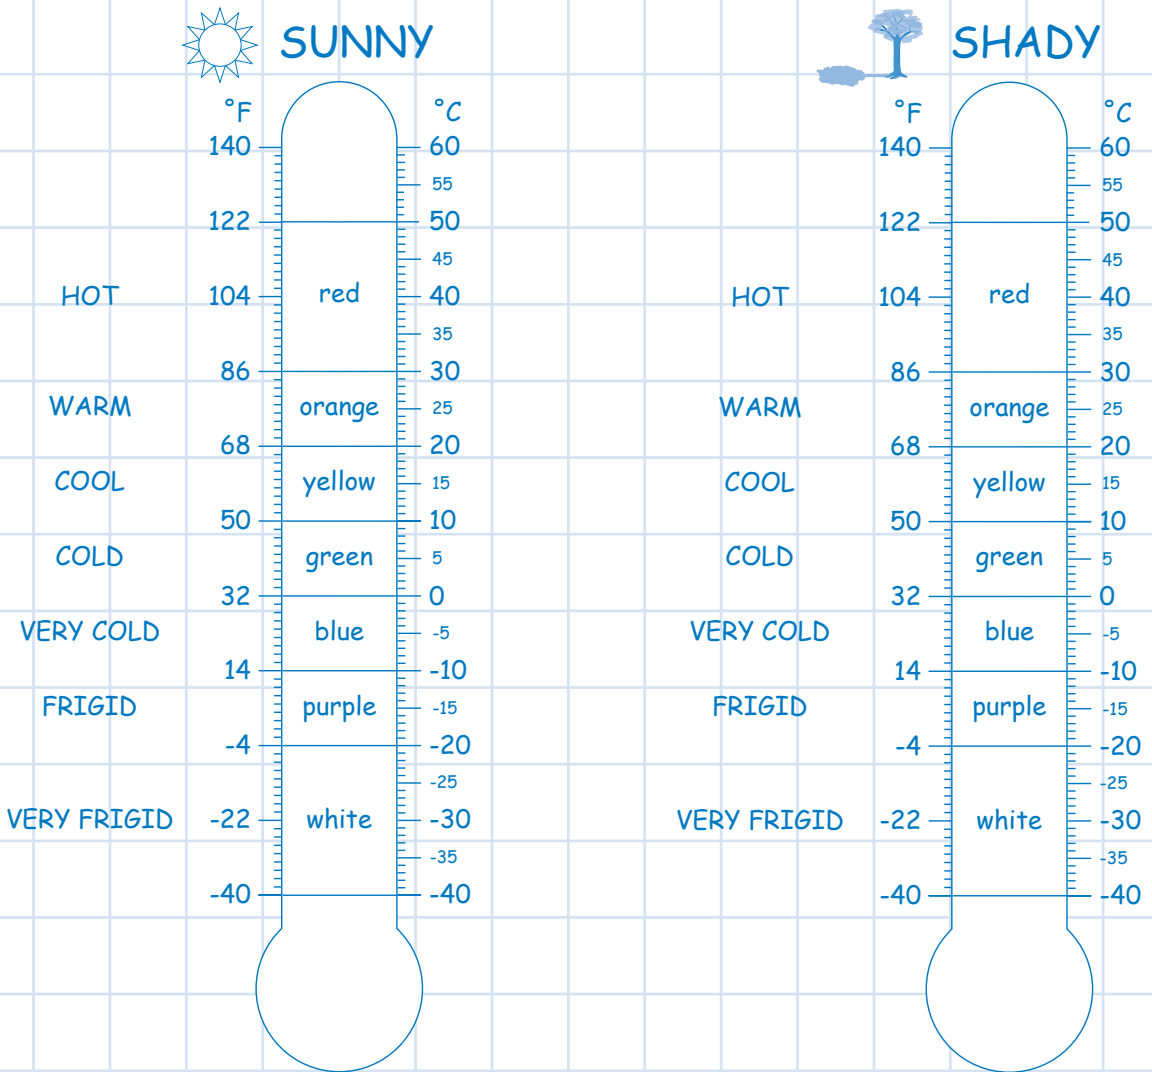 SUNNY
°F °C
140 60
55
122 50
45
HOT 104 red 40
35
86 30
WARM orange 25
68 20
COOL yellow 15
50 10
COLD green 5
32 0
VERY COLD blue -5
14 -10
FRIGID purple -15
-4 -20
-25
VERY FRIGID -22 white -30
-35
-40 -40
SHADY
°F °C
140 60
55
122 50
45
HOT 104 red 40
35
86 30
WARM orange 25
68 20
COOL yellow 15
50 10
COLD green 5
32 0
VERY COLD blue -5
14 -10
FRIGID purple -15
-4 -20
-25
VERY FRIGID -22 white -30
-35
-40 -40